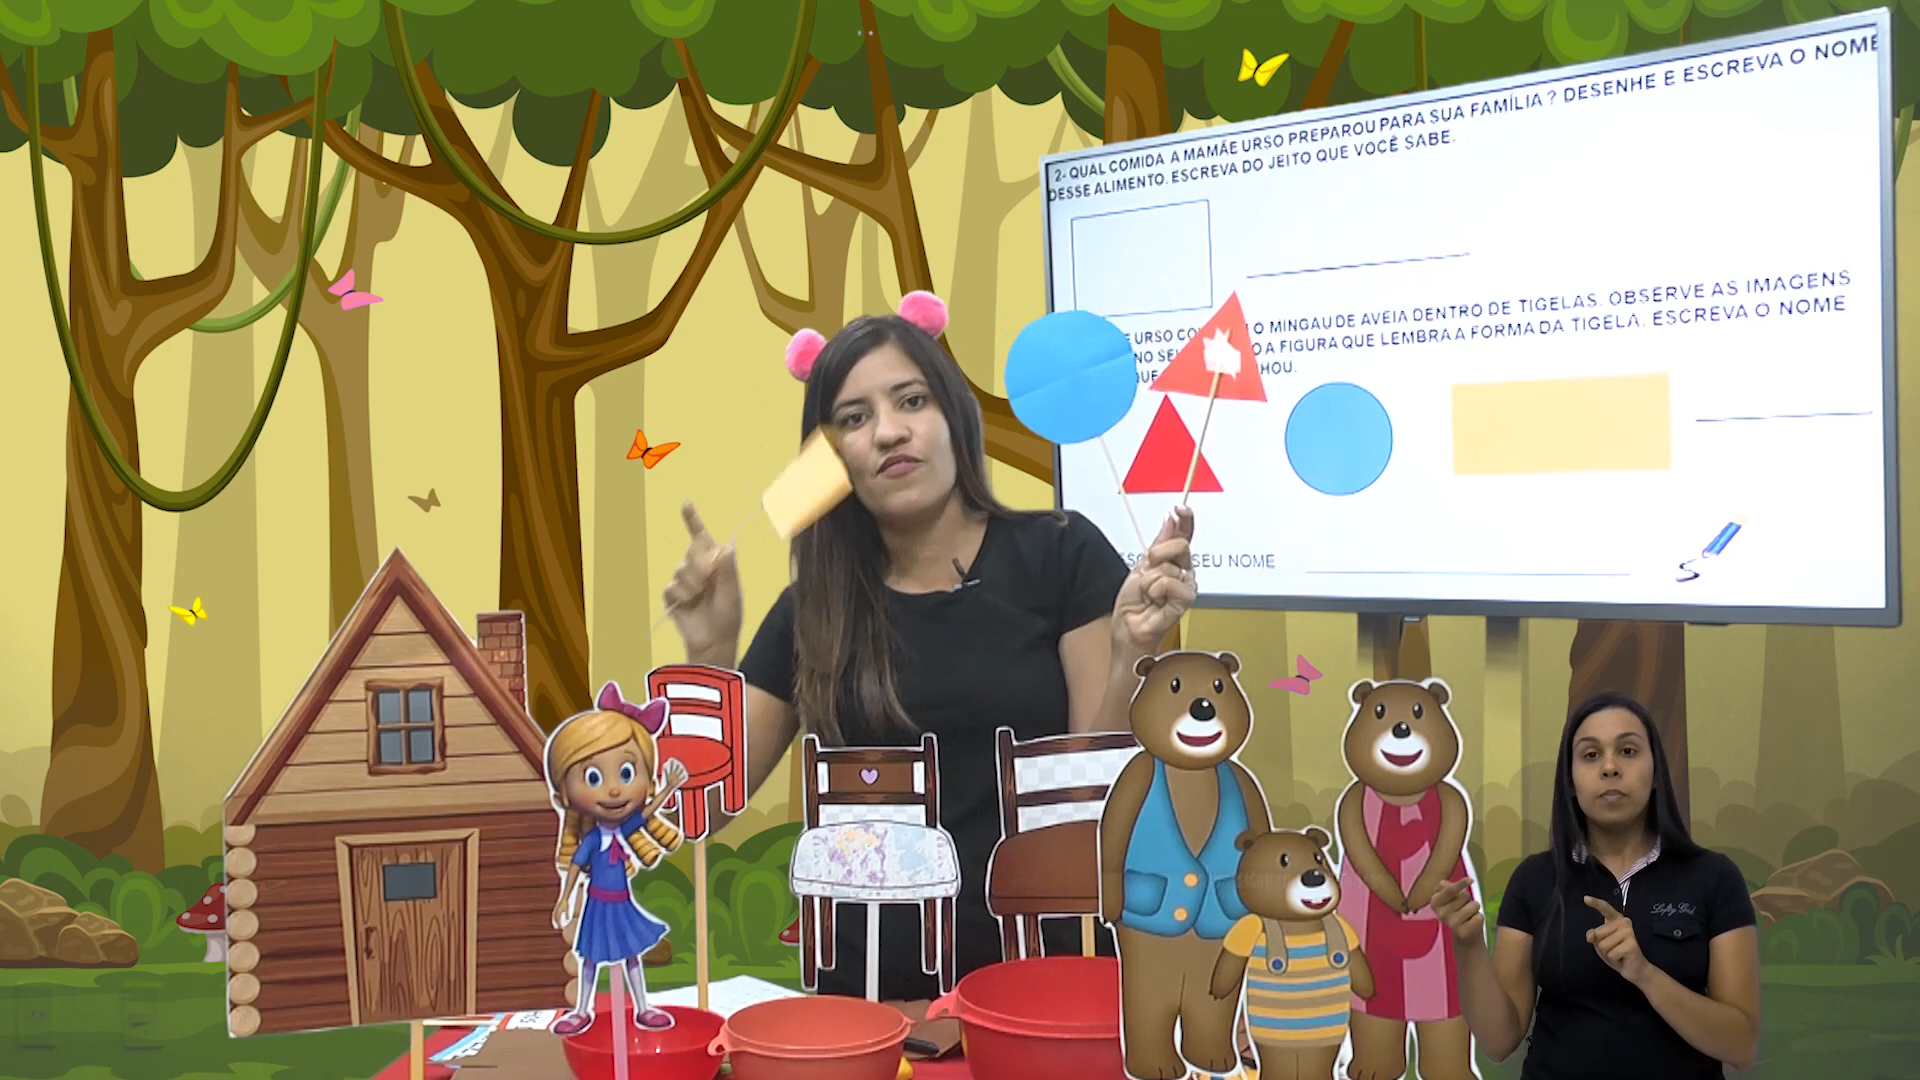 2- QUAL COMIDA A MAMÃE URSO PREPAROU PARA SUA FAMÍLIA ? DESENHE E ESCREVA O NOME
DESSE ALIMENTO. ESCREVA DO JEITO QUE VOCÊ SABE.
URSO O MINGAU DE AVEIA DENTRO DE TIGELAS. OBSERVE AS IMAGENS
NO A FIGURA QUE LEMBRA A FORMA DA TIGELA. ESCREVA O NOME
SEU NOME